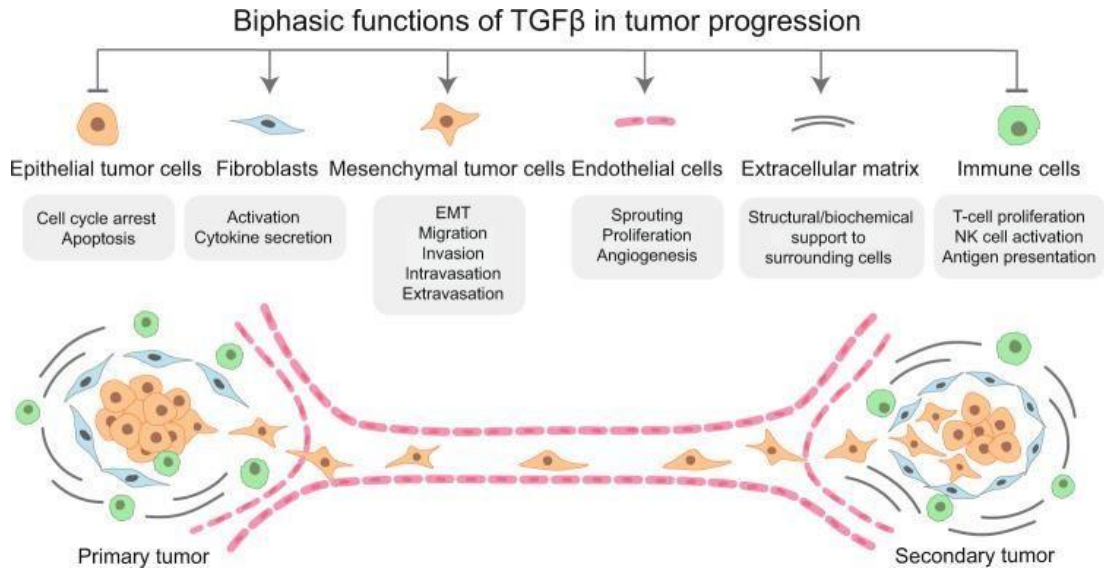 Biphasic functions of TGFβ in tumor progression
Epithelial tumor cells
Fibroblasts
Mesenchymal tumor cells
Endothelial cells
Extracellular matrix
Immune cells
Cell cycle arrest
Apoptosis
Activation
Cytokine secretion
EMT
Migration
Invasion
Intravasation
Extravasation
Sprouting
Proliferation
Angiogenesis
Structural/biochemical
support to
surrounding cells
T-cell proliferation
NK cell activation
Antigen presentation
Primary tumor
Secondary tumor